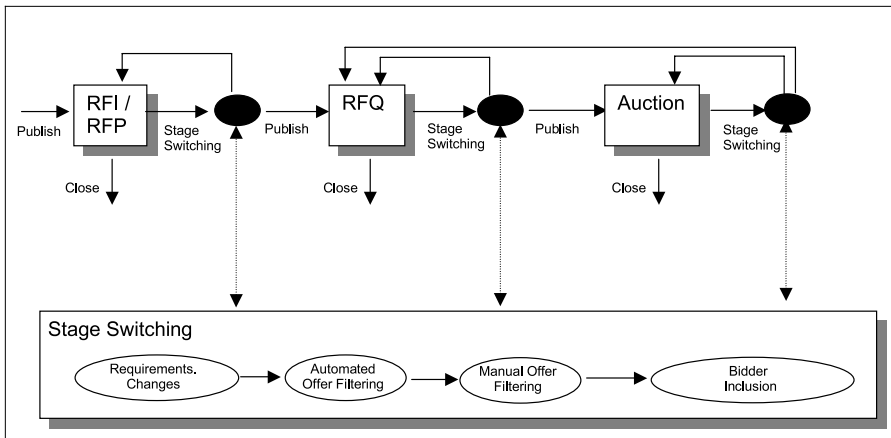 RFI /
RFP
RFQ
Auction
Publish
Stage
Switching
Publish
Stage
Switching
Publish
Stage
Switching
Close
Close
Close
Stage Switching
Requirements.
Changes
Automated
Offer Filtering
Manual Offer
Filtering
Bidder
Inclusion